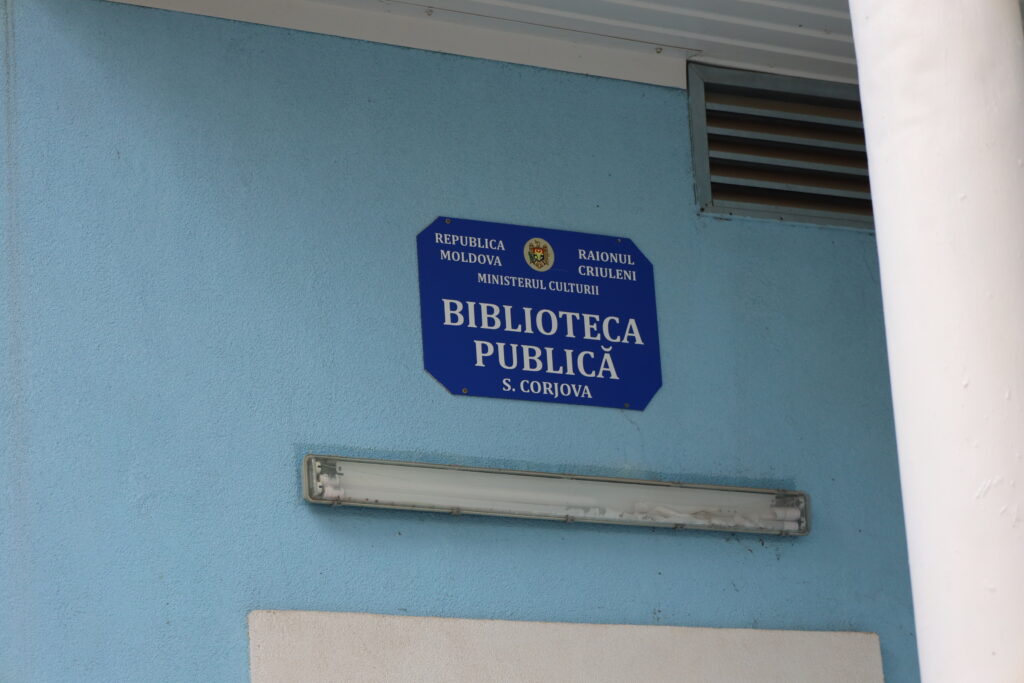 REPUBLICA
MOLDOVA
RAIONUL
CRIULENI
MINISTERUL CULTURII
BIBLIOTECA
PUBLICĂ
S. CORJOVA